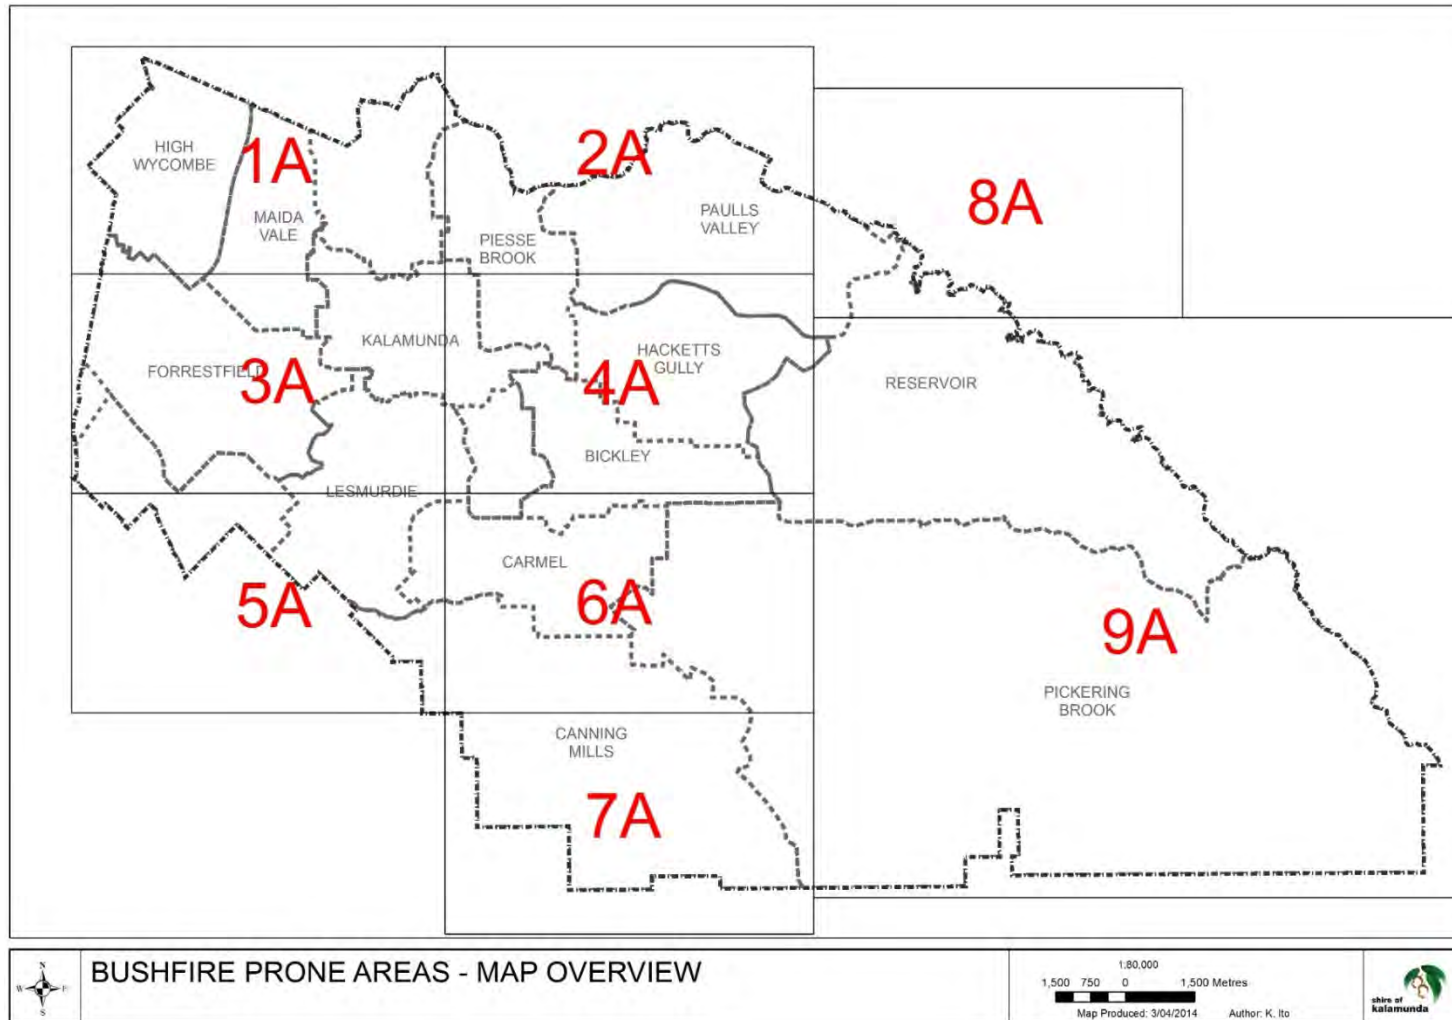 HIGH
WYCOMBE
1A
MAIDA
VALE
2A
PIESSE
BROOK
PAULLS
VALLEY
8A
KALAMUNDA
FORRESTFIELD
3A
HACKETTS
GULLY
4A
BICKLEY
RESERVOIR
LESMURDIE
CARMEL
5A
6A
9A
PICKERING
BROOK
CANNING
MILLS
7A
N
W E
S
BUSHFIRE PRONE AREAS - MAP OVERVIEW
1:80,000
1,500 750 0 1,500 Metres
Map Produced: 3/04/2014 Author: K. Ito
shire of
kalamunda